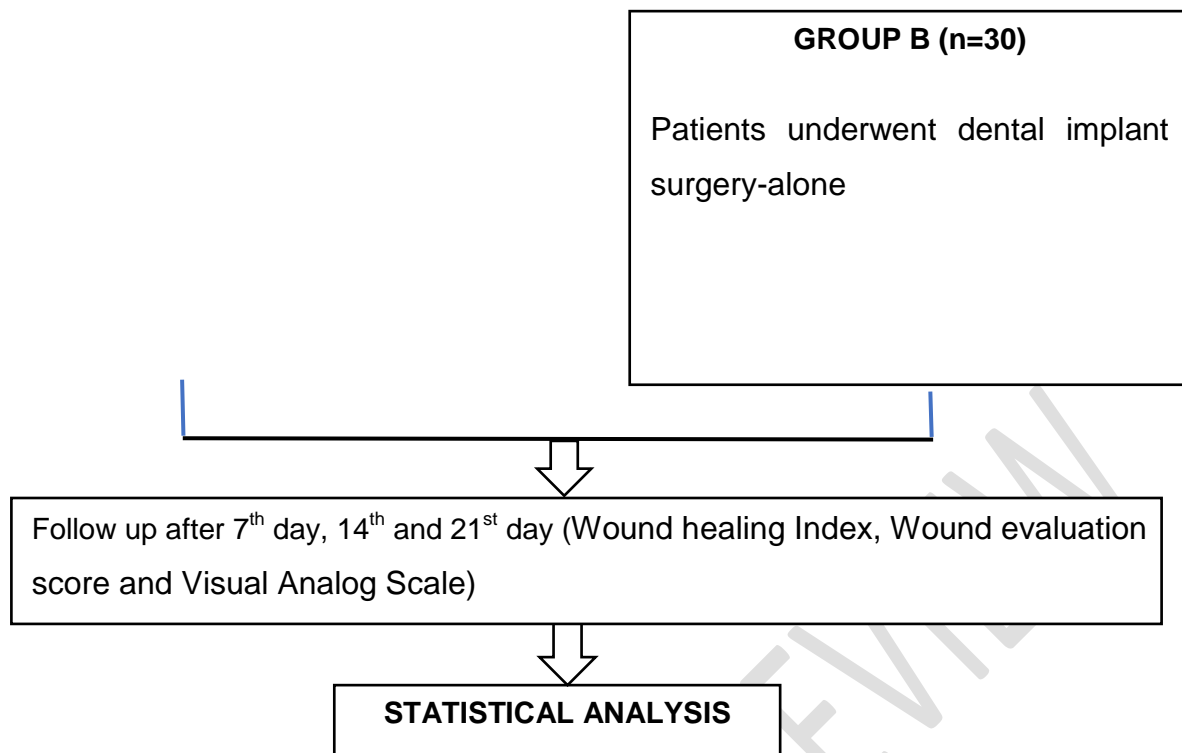 GROUP B (n=30)
Patients underwent dental implant
surgery-alone
Follow up after 7th day, 14th and 21st day (Wound healing Index, Wound evaluation
score and Visual Analog Scale)
STATISTICAL ANALYSIS